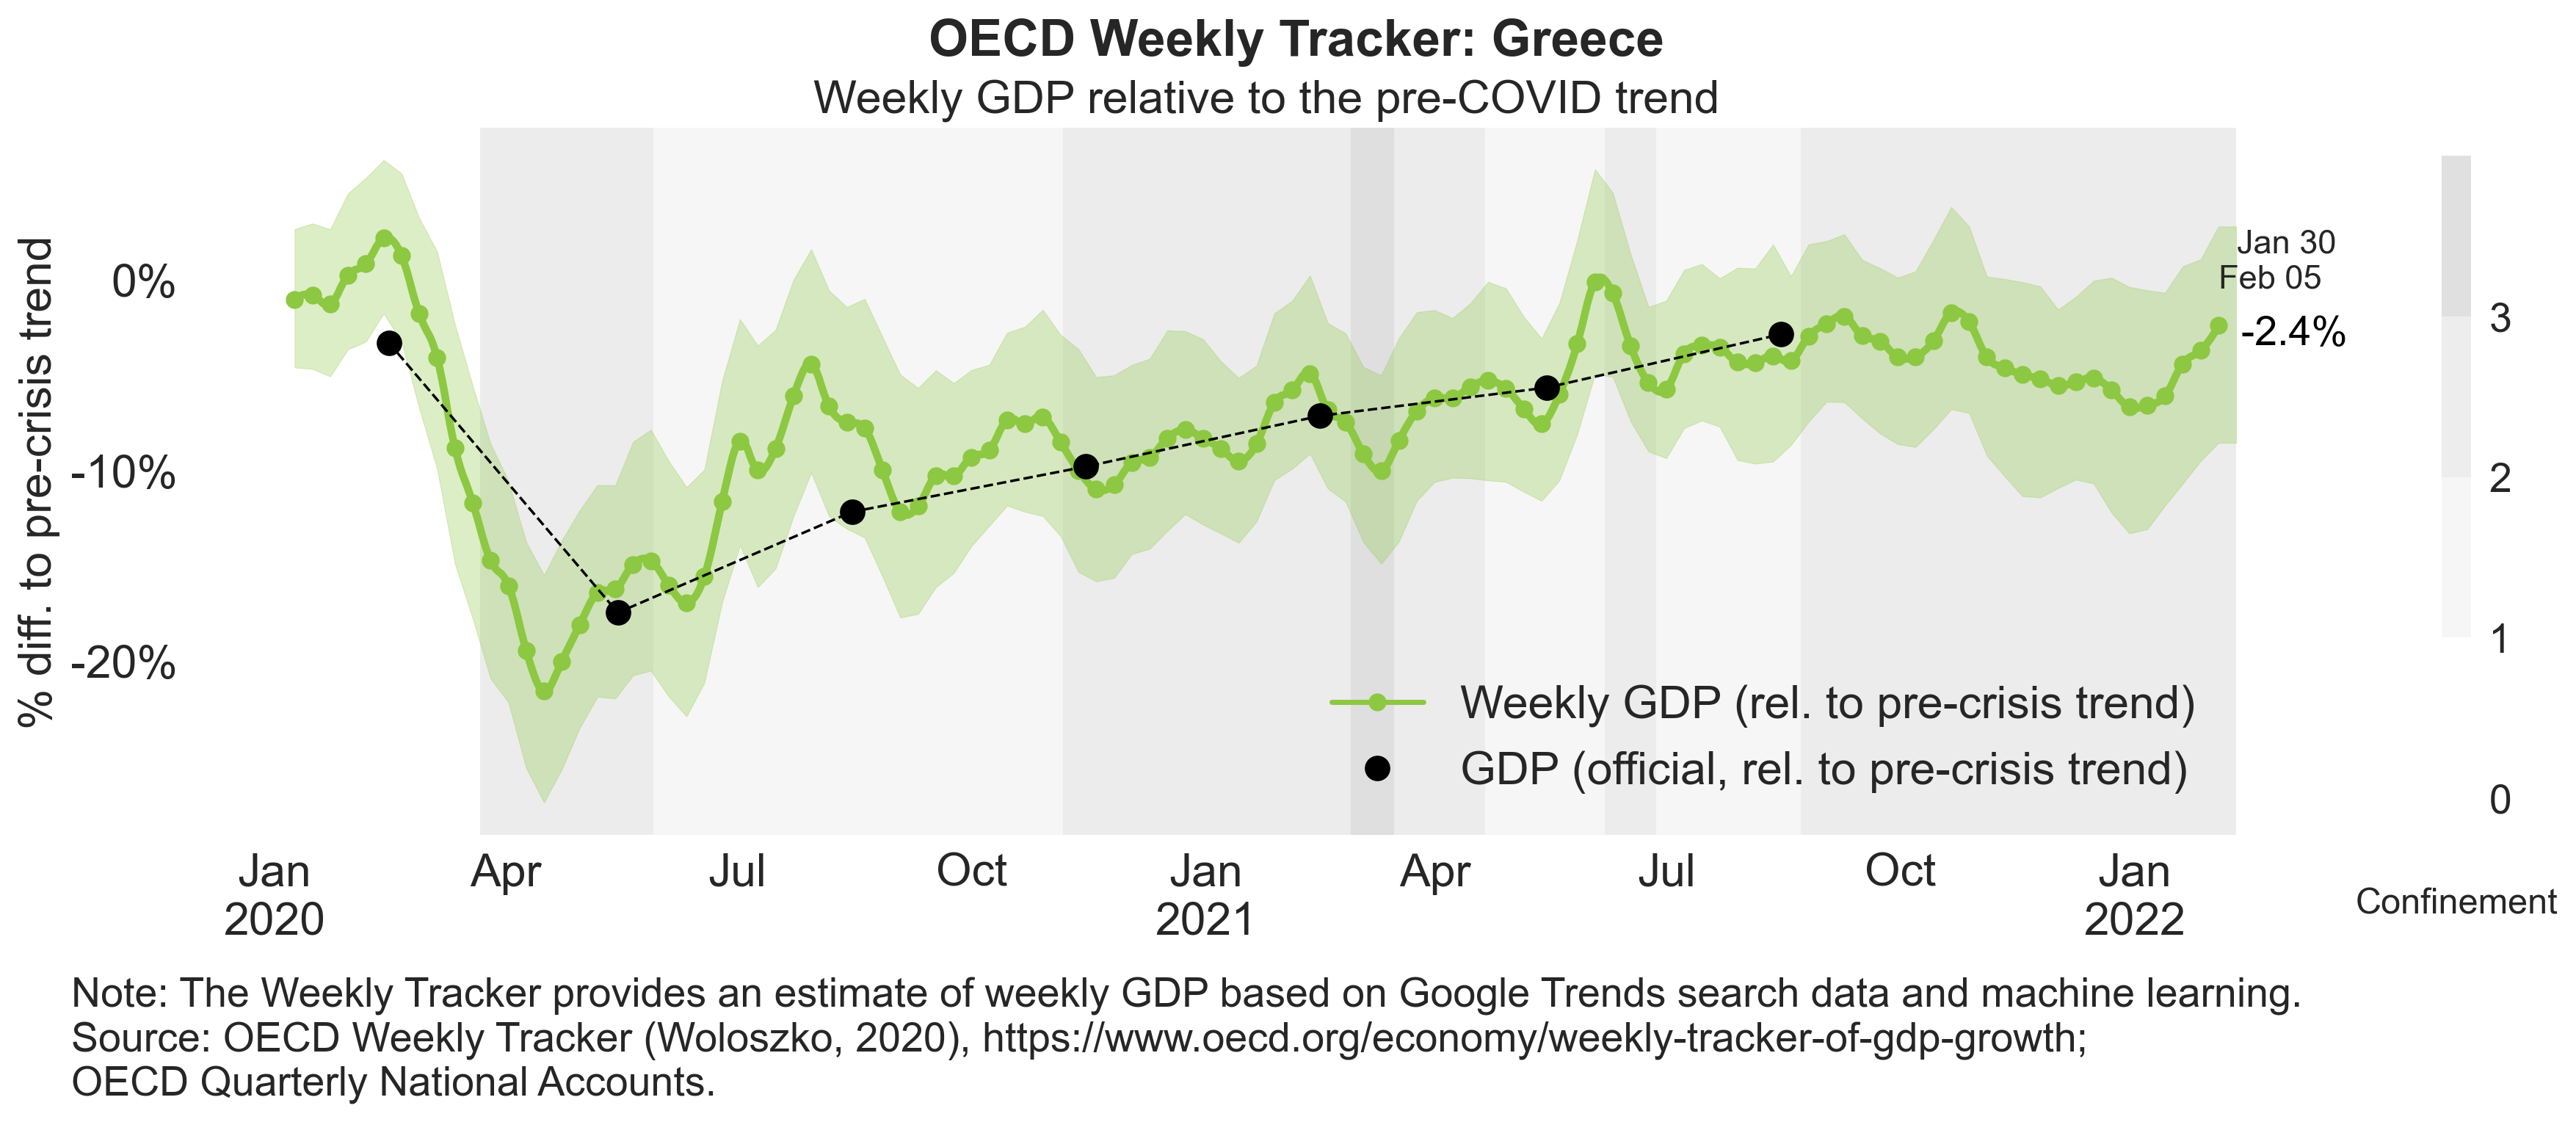 OECD Weekly Tracker: Greece
Weekly GDP relative to the pre-COVID trend
% diff. to pre-crisis trend
0%
-10%
-20%
Jan 30
Feb 05
-2.4%
3
2
1
0
Confinement
Weekly GDP (rel. to pre-crisis trend)
GDP (official, rel. to pre-crisis trend)
Jan Apr Jul Oct Jan Apr Jul Oct Jan
2020 2021 2022
Note: The Weekly Tracker provides an estimate of weekly GDP based on Google Trends search data and machine learning.
Source: OECD Weekly Tracker (Woloszko, 2020), https://www.oecd.org/economy/weekly-tracker-of-gdp-growth;
OECD Quarterly National Accounts.